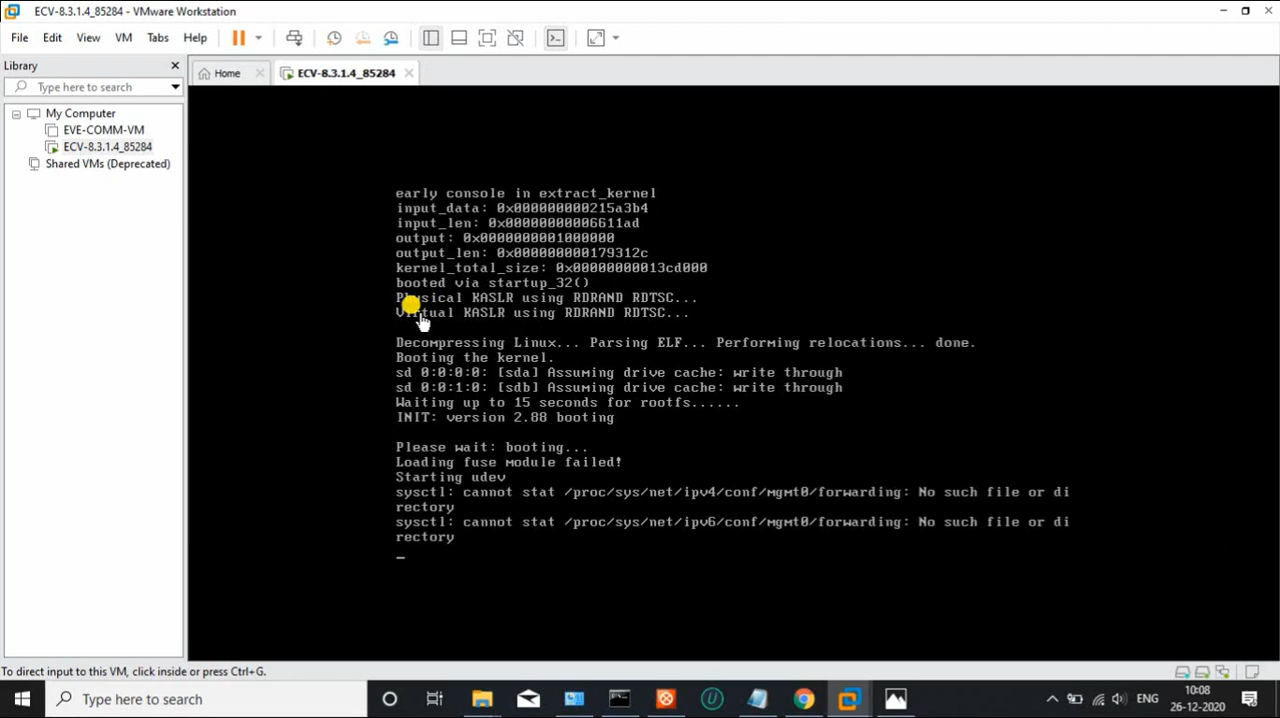 ECV-8.3.1.4_85284 - VMware Workstation
File Edit View VM Tabs Help
Library
Type here to search
My Computer
EVE-COMM-VM
ECV-8.3.1.4_85284
Shared VMs (Deprecated)
Home
ECV-8.3.1.4_85284
early console in extract_kernel
input_data: 0x000000000215a3b4
input_len: 0x00000000006611ad
output: 0x0000000001000000
output_len: 0x000000000179312c
kernel_total_size: 0x00000000013cd000
booted via startup_32()
Physical KASLR using RDRAND RDTSC...
Virtual KASLR using RDRAND RDTSC...
Decompressing Linux... Parsing ELF... Performing relocations... done.
Booting the kernel.
sd 0:0:0:0: [sda] Assuming drive cache: write through
sd 0:0:1:0: [sdb] Assuming drive cache: write through
Waiting up to 15 seconds for rootfs......
INIT: version 2.88 booting
Please wait: booting...
Loading fuse module failed!
Starting udev
sysctl: cannot stat /proc/sys/net/ipv4/conf/mgmt0/forwarding: No such file or di
rectory
sysctl: cannot stat /proc/sys/net/ipv6/conf/mgmt0/forwarding: No such file or di
rectory
_
To direct input to this VM, click inside or press Ctrl+G.
Type here to search
ENG
10:08
26-12-2020